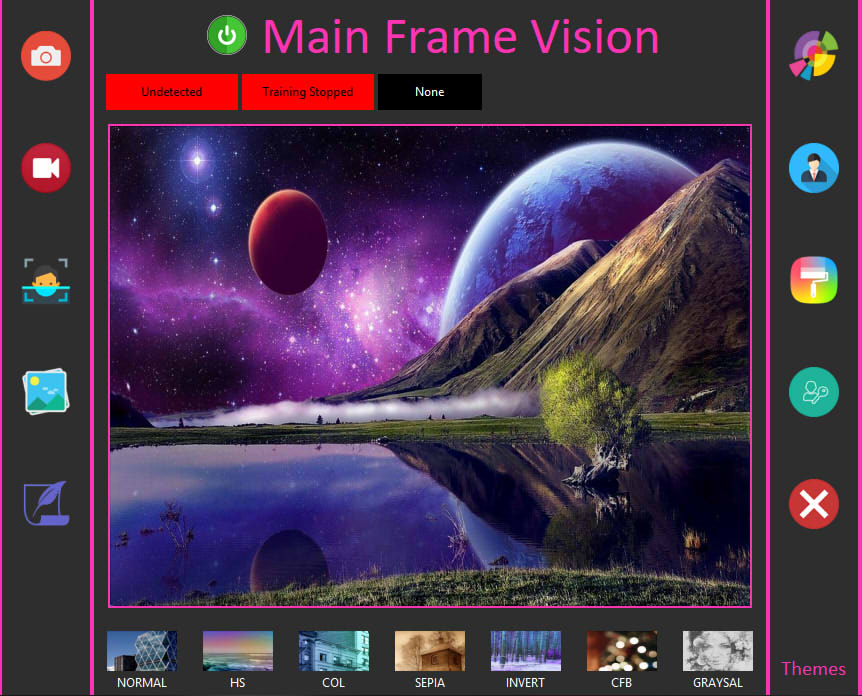 Main Frame Vision
Undetected Training Stopped None
NORMAL HS COL SEPIA INVERT CFB GRAYSAL
Themes